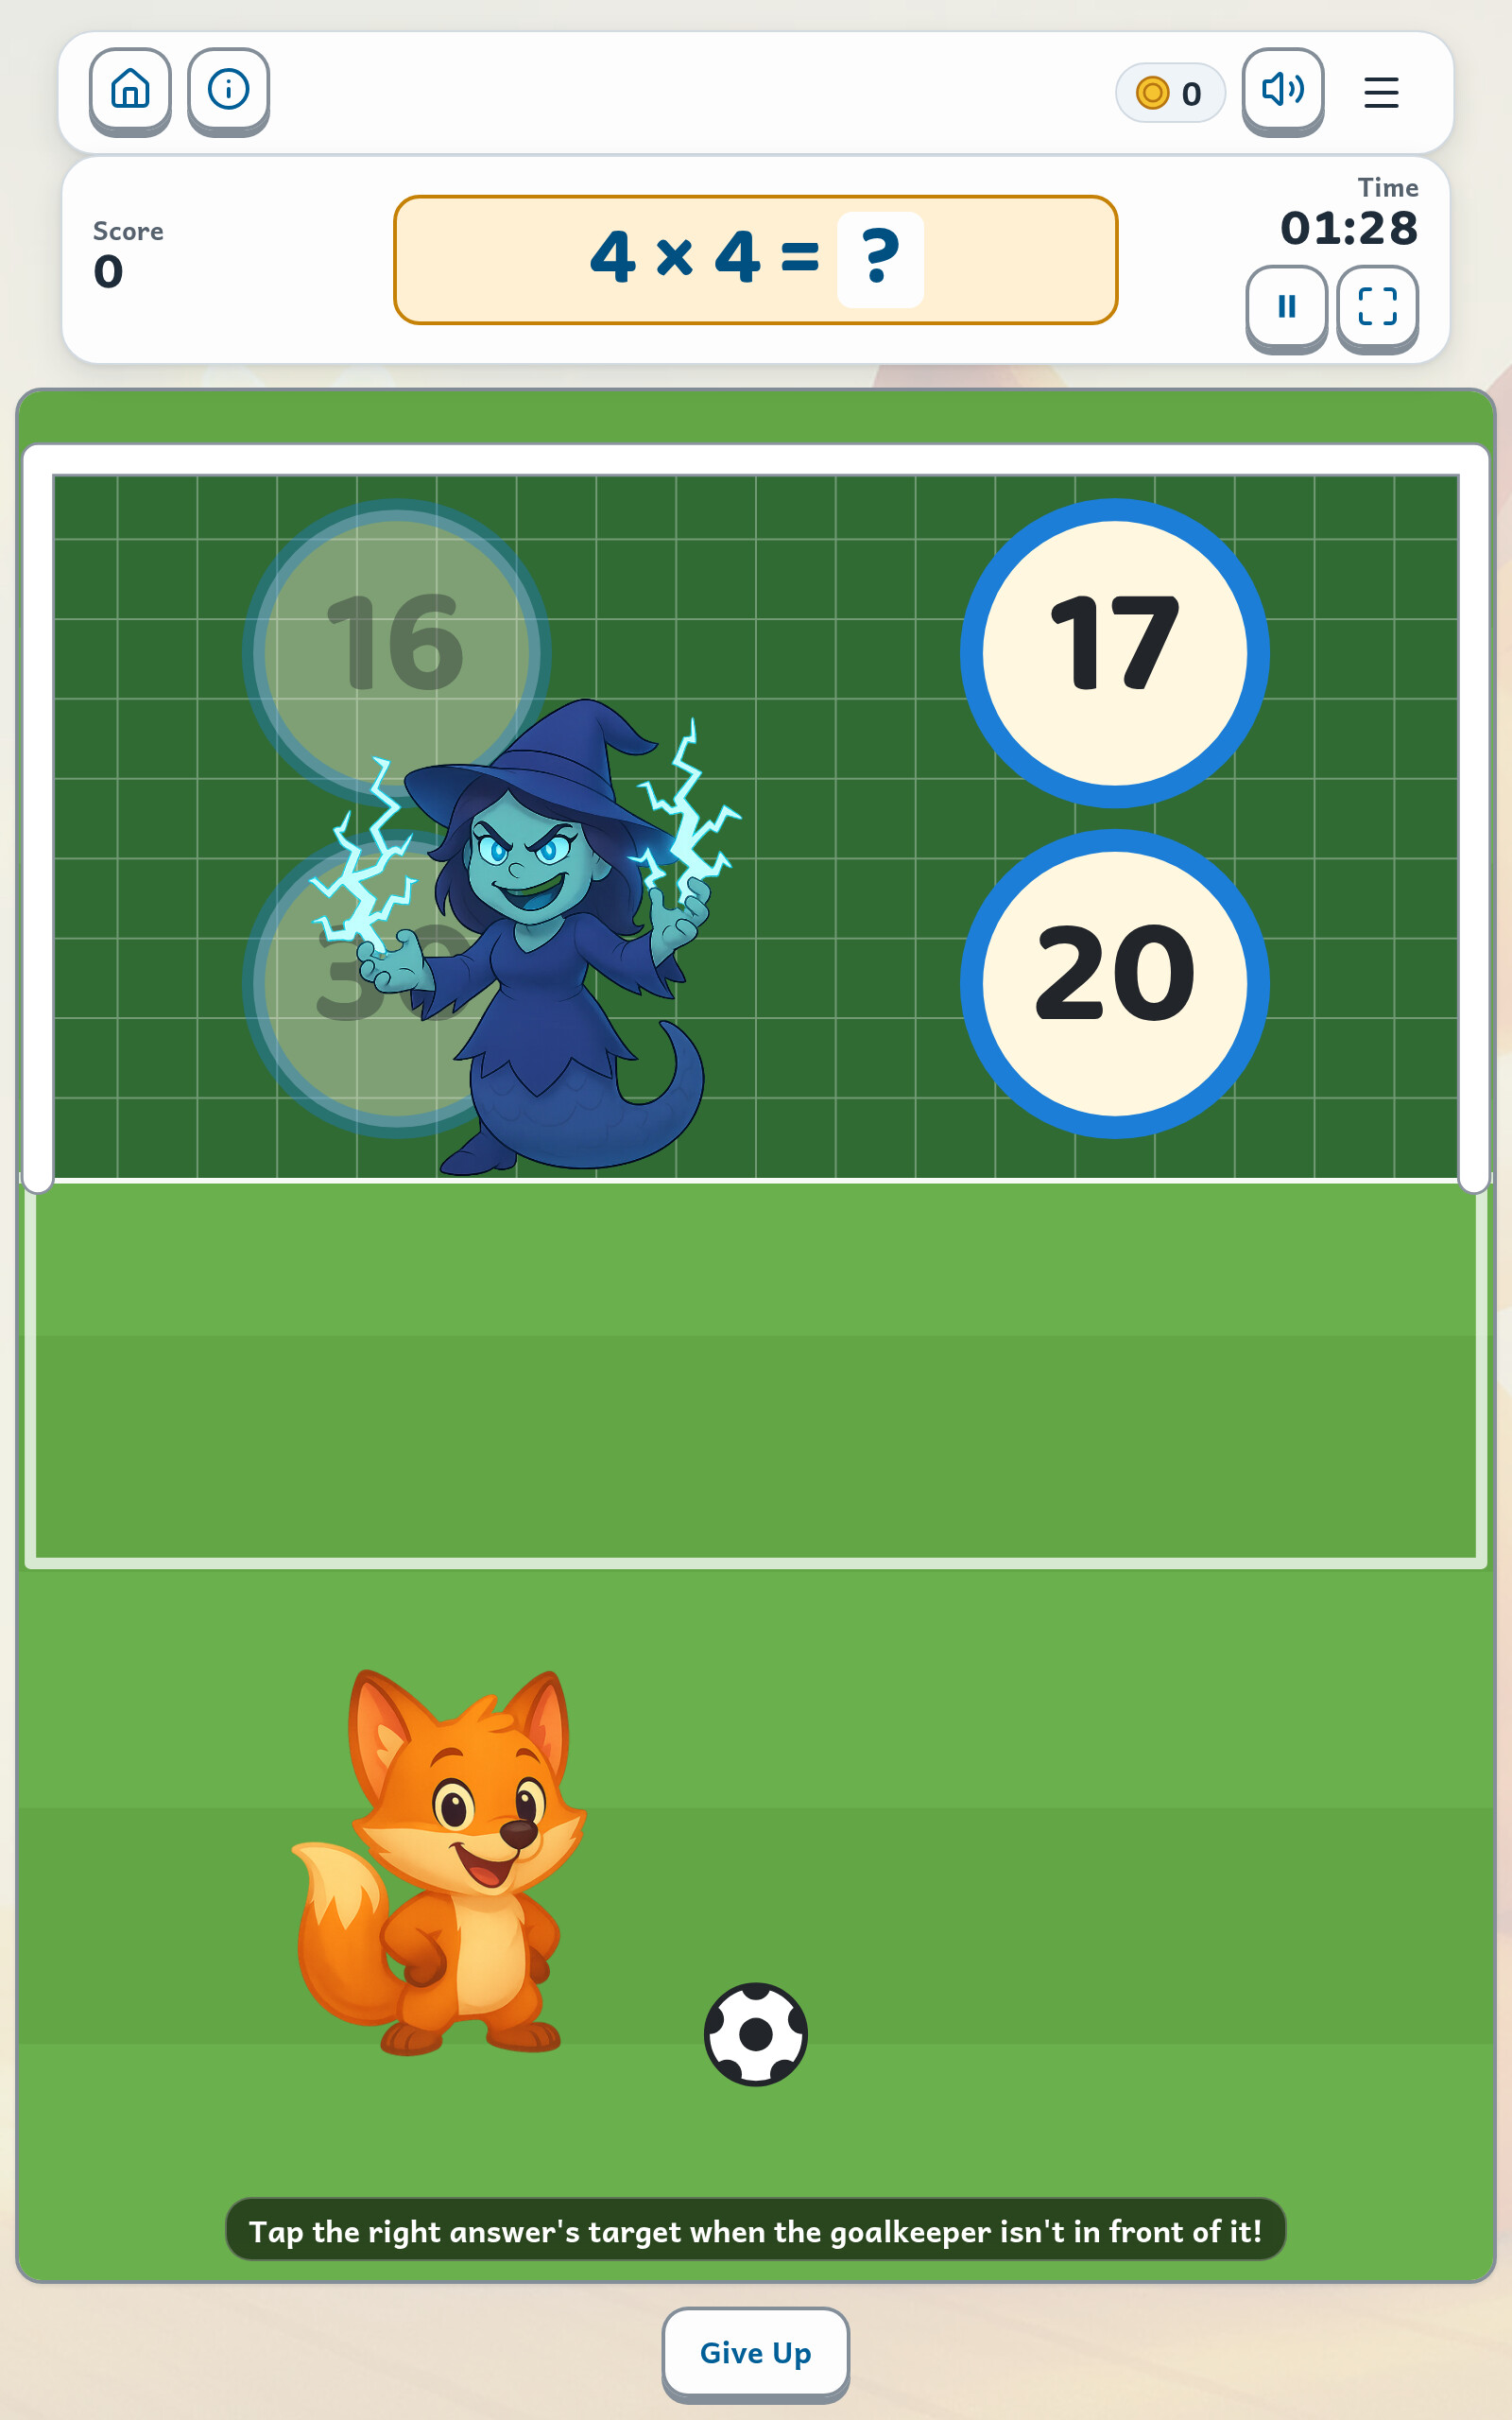 0
Score
0
4 × 4 = ?
Time
01:28
16
17
30
20
Tap the right answer's target when the goalkeeper isn't in front of it!
Give Up